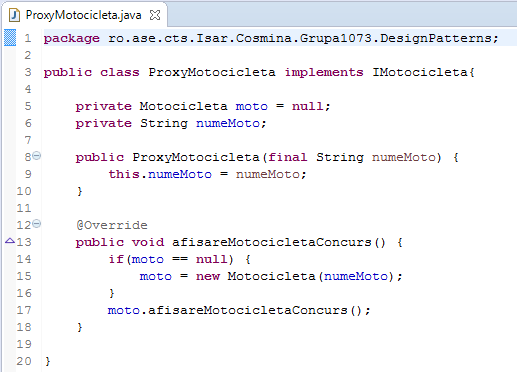 ProxyMotocicleta.java
1 package ro.ase.cts.Isar.Cosmina.Grupa1073.DesignPatterns;
2
3 public class ProxyMotocicleta implements IMotocicleta{
4
5     private Motocicleta moto = null;
6     private String numeMoto;
7
8     public ProxyMotocicleta(final String numeMoto) {
9         this.numeMoto = numeMoto;
10     }
11
12     @Override
13     public void afisareMotocicletaConcurs() {
14         if(moto == null) {
15             moto = new Motocicleta(numeMoto);
16         }
17         moto.afisareMotocicletaConcurs();
18     }
19
20 }